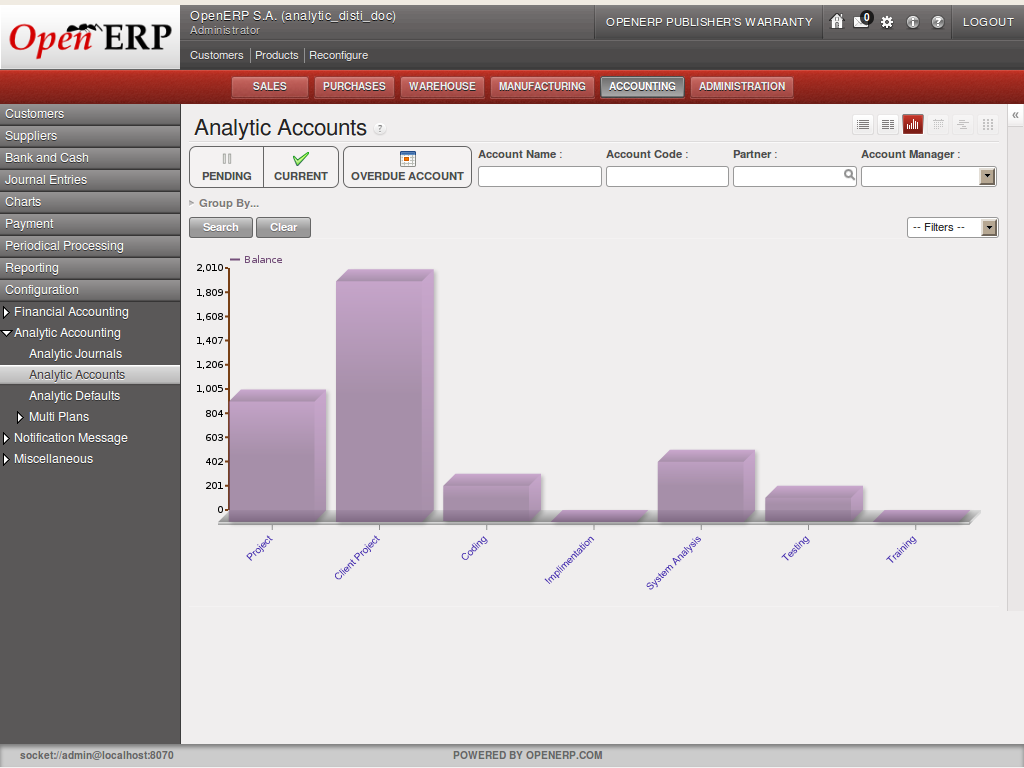 Open ERP
OpenERP S.A. (analytic_disti_doc)
Administrator
OPENERP PUBLISHER'S WARRANTY
0
LOGOUT
Customers
Products
Reconfigure
SALES
PURCHASES
WAREHOUSE
MANUFACTURING
ACCOUNTING
ADMINISTRATION
Customers
Suppliers
Bank and Cash
Journal Entries
Charts
Payment
Periodical Processing
Reporting
Configuration
Financial Accounting
Analytic Accounting
Analytic Journals
Analytic Accounts
Analytic Defaults
Multi Plans
Notification Message
Miscellaneous
Analytic Accounts ?
«
PENDING
CURRENT
OVERDUE ACCOUNT
Account Name :
Account Code :
Partner :
Account Manager :
Group By...
Search
Clear
-- Filters --
Balance
2,010
1,809
1,608
1,407
1,206
1,005
804
603
402
201
0
Project
Client Project
Coding
Implimentation
System Analysis
Testing
Training
socket://admin@localhost:8070
POWERED BY OPENERP.COM